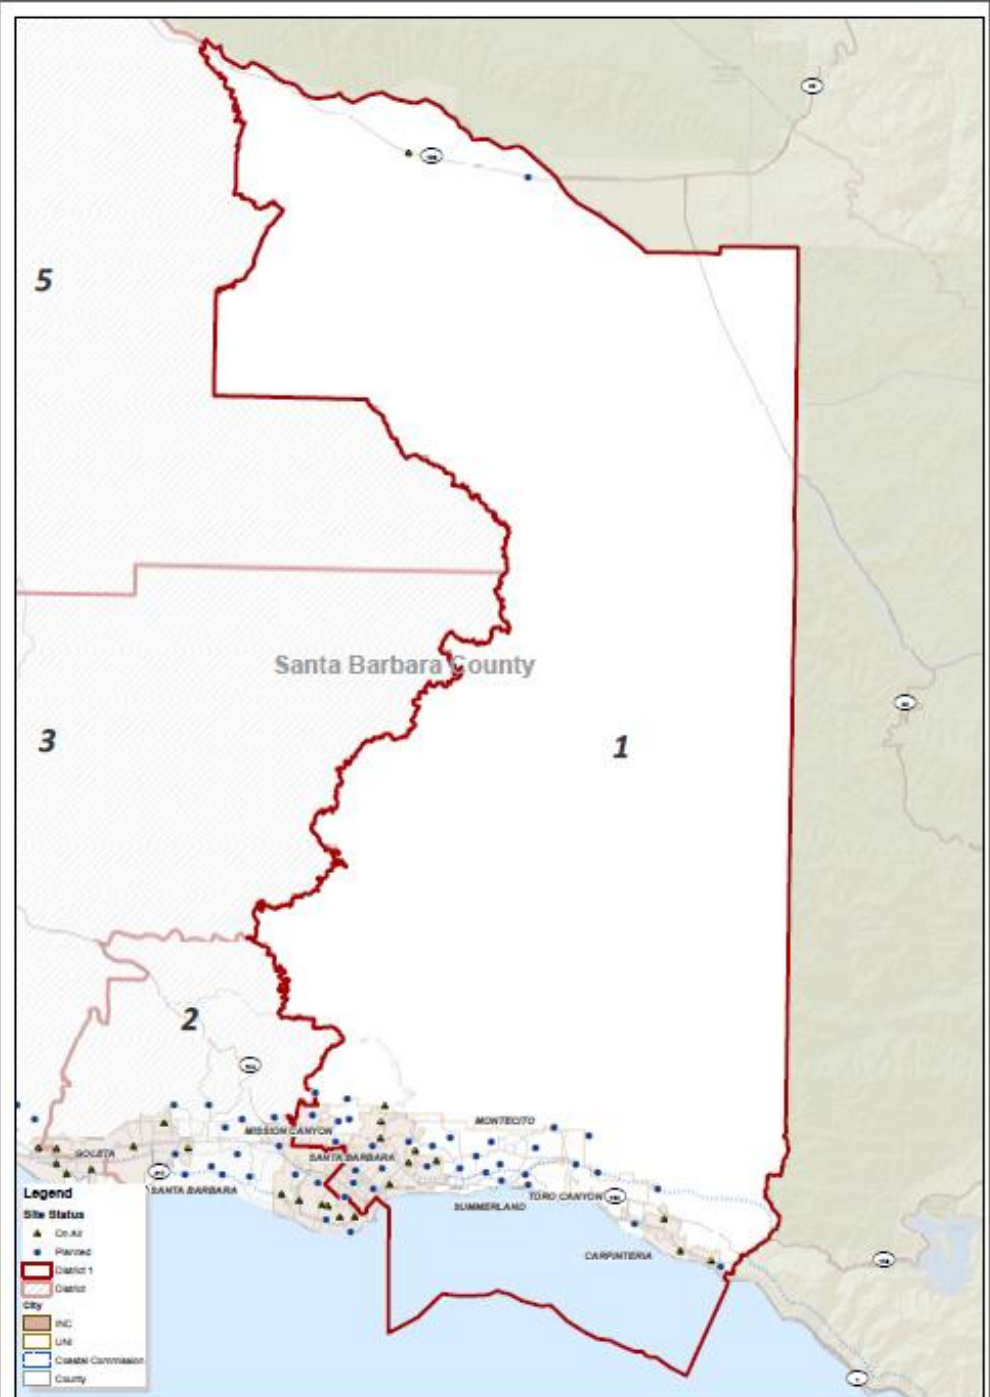 5
Santa Barbara County
3
1
2
MISSION CANYON
MONTECITO
GOLETA
SANTA BARBARA
SANTA BARBARA
TORO CANYON
SUMMERLAND
CARPINTERIA
Legend
Site Status
On Air
Planned
District 1
District
City
INC
UNI
Coastal Commission
County